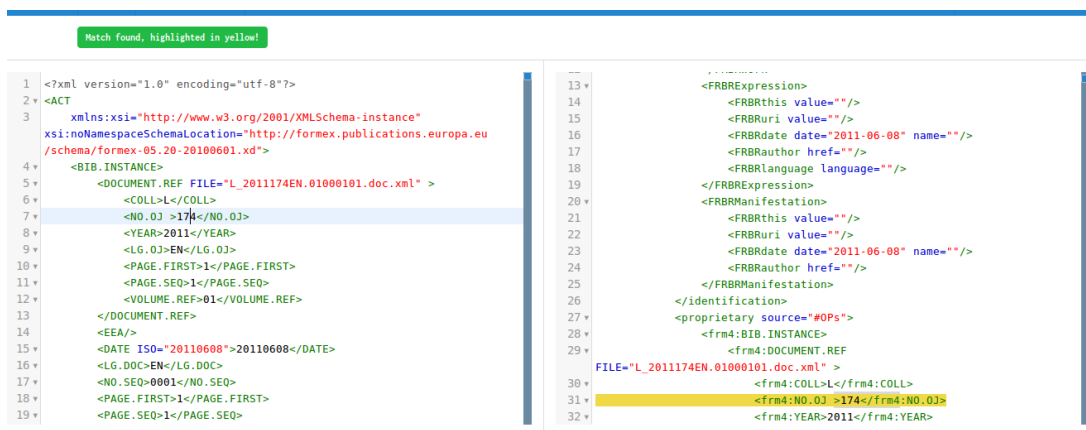 Match found, highlighted in yellow!
1 <?xml version="1.0" encoding="utf-8"?>
2 <ACT
3 xmlns:xsi="http://www.w3.org/2001/XMLSchema-instance"
xsi:noNamespaceSchemaLocation="http://formex.publications.europa.eu
/schema/formex-05.20-20100601.xd">
4 <BIB.INSTANCE>
5 <DOCUMENT.REF FILE="L_2011174EN.01000101.doc.xml" >
6 <COLL>L</COLL>
7 <NO.OJ >174</NO.OJ>
8 <YEAR>2011</YEAR>
9 <LG.OJ>EN</LG.OJ>
10 <PAGE.FIRST>1</PAGE.FIRST>
11 <PAGE.SEQ>1</PAGE.SEQ>
12 <VOLUME.REF>01</VOLUME.REF>
13 </DOCUMENT.REF>
14 <EEA/>
15 <DATE ISO="20110608">20110608</DATE>
16 <LG.DOC>EN</LG.DOC>
17 <NO.SEQ>0001</NO.SEQ>
18 <PAGE.FIRST>1</PAGE.FIRST>
19 <PAGE.SEQ>1</PAGE.SEQ>
13 <FRBRExpression>
14 <FRBRthis value=""/>
15 <FRBRuri value=""/>
16 <FRBRdate date="2011-06-08" name=""/>
17 <FRBRauthor href=""/>
18 <FRBRlanguage language=""/>
19 </FRBRExpression>
20 <FRBRManifestation>
21 <FRBRthis value=""/>
22 <FRBRuri value=""/>
23 <FRBRdate date="2011-06-08" name=""/>
24 <FRBRauthor href=""/>
25 </FRBRManifestation>
26 </identification>
27 <proprietary source="#OPs">
28 <frm4:BIB.INSTANCE>
29 <frm4:DOCUMENT.REF
FILE="L_2011174EN.01000101.doc.xml" >
30 <frm4:COLL>L</frm4:COLL>
31 <frm4:NO.OJ >174</frm4:NO.OJ>
32 <frm4:YEAR>2011</frm4:YEAR>